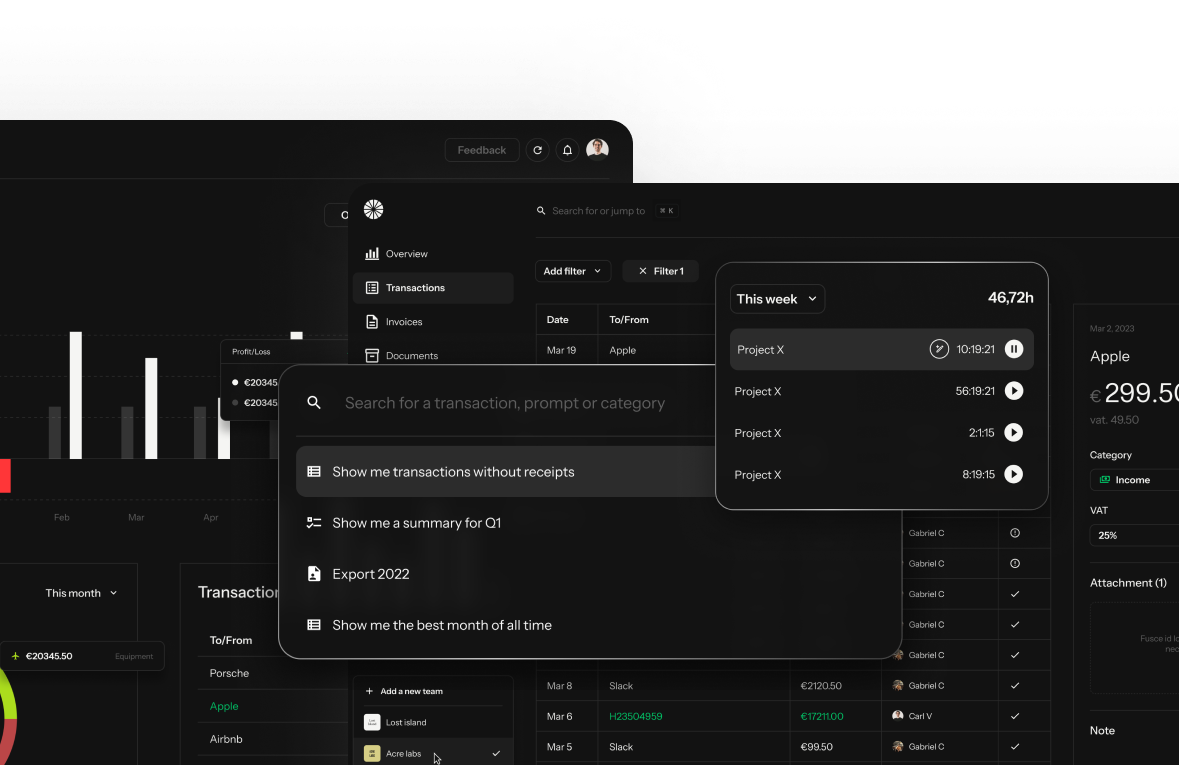 Feedback
Search for or jump to ⌘ K
Overview
Transactions
Invoices
Documents
Add filter
Filter 1
Date To/From
Mar 19 Apple
Profit/Loss
€20345
€20345
Feb Mar Apr
This week 46,72h
Project X 10:19:21
Project X 56:19:21
Project X 2:1:15
Project X 8:19:15
Search for a transaction, prompt or category
Show me transactions without receipts
Show me a summary for Q1
Export 2022
Show me the best month of all time
Mar 2, 2023
Apple
€ 299.50
vat. 49.50
Category
Income
VAT
25%
Attachment (1)
Fusce id
Note
Gabriel C
Gabriel C
Gabriel C
Gabriel C
Gabriel C
Mar 8 Slack €2120.50 Gabriel C
Mar 6 H23504959 €17211.00 Carl V
Mar 5 Slack €99.50 Gabriel C
This month
+ €20345.50 Equipment
Transaction
To/From
Porsche
Apple
Airbnb
+ Add a new team
Lost island
Acre labs